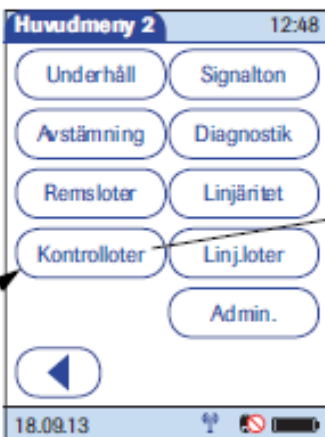 Huvudmeny 2 12:48
Underhåll Signalton
Avstämning Diagnostik
Remsloter Linjäritet
Kontrolloter Linj.loter
Admin.
18.09.13